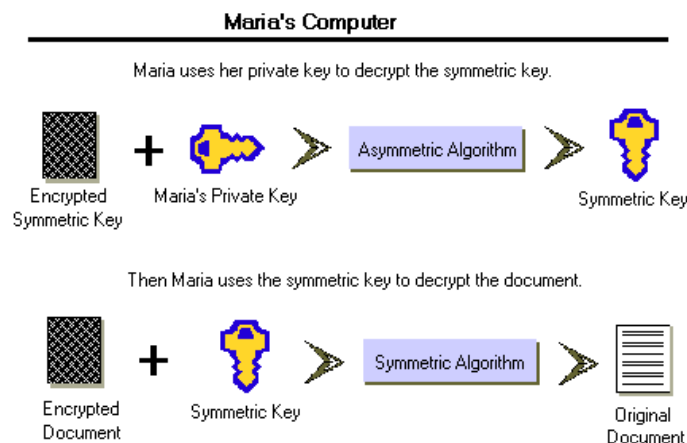 Maria's Computer
Maria uses her private key to decrypt the symmetric key.
Encrypted
Symmetric Key
Maria's Private Key
Asymmetric Algorithm
Symmetric Key
Then Maria uses the symmetric key to decrypt the document.
Encrypted
Document
Symmetric Key
Symmetric Algorithm
Original
Document